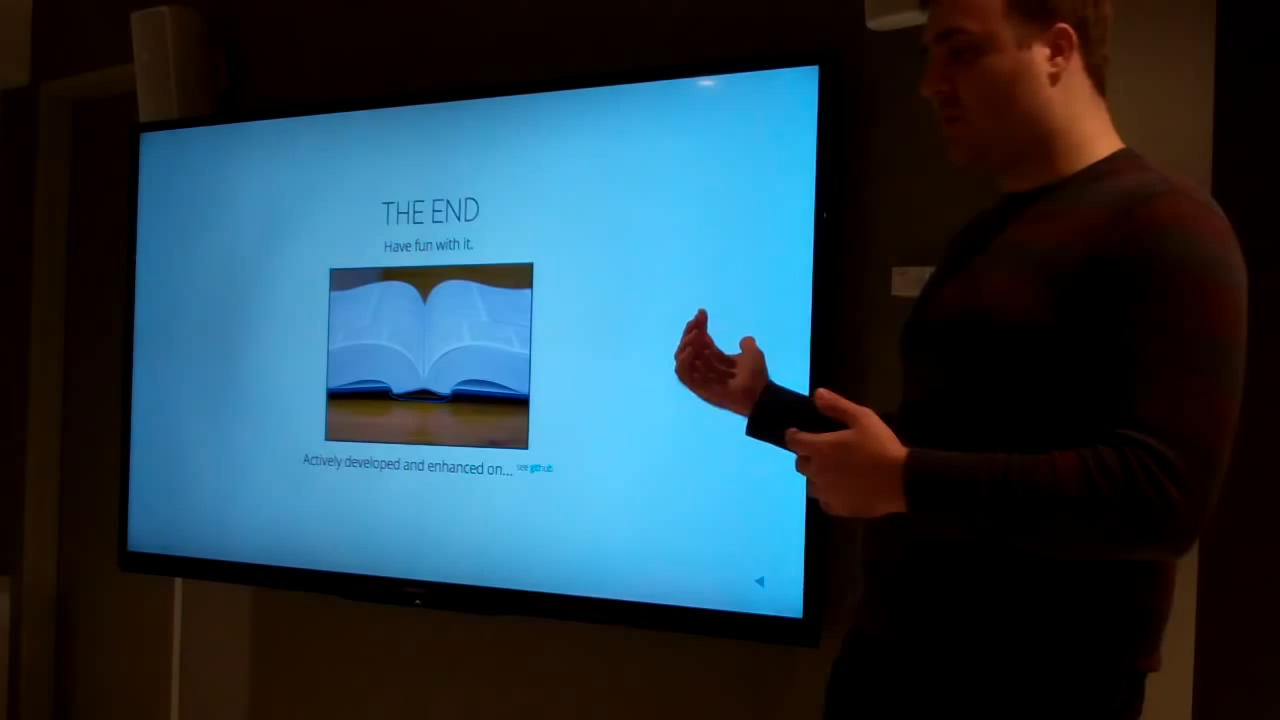 THE END
Have fun with it.
Actively developed and enhanced on... see github